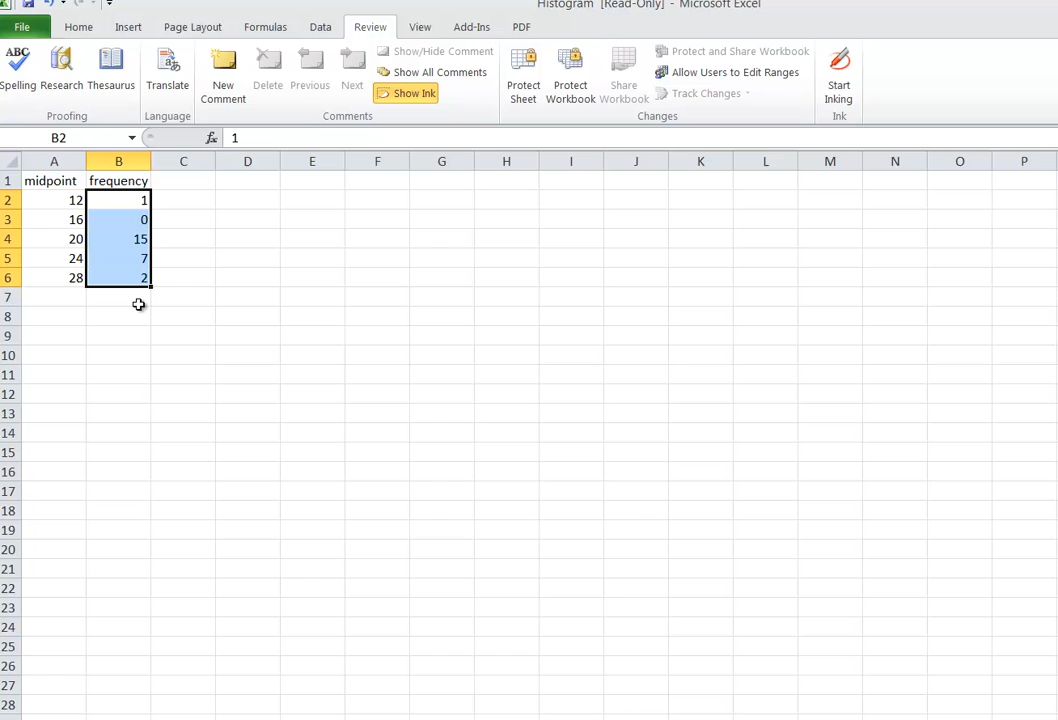 Histogram [Read-Only] - Microsoft Excel
File Home Insert Page Layout Formulas Data Review View Add-Ins PDF
ABC
Spelling Research Thesaurus Translate New Comment Delete Previous Next Show/Hide Comment Show All Comments Show Ink Protect Sheet Protect Workbook Share Workbook Protect and Share Workbook Allow Users to Edit Ranges Track Changes Start Inking
Proofing Language Comments Changes Ink
B2 fx 1
A B C D E F G H I J K L M N O P
1 midpoint frequency
2 12 1
3 16 0
4 20 15
5 24 7
6 28 2
7
8
9
10
11
12
13
14
15
16
17
18
19
20
21
22
23
24
25
26
27
28